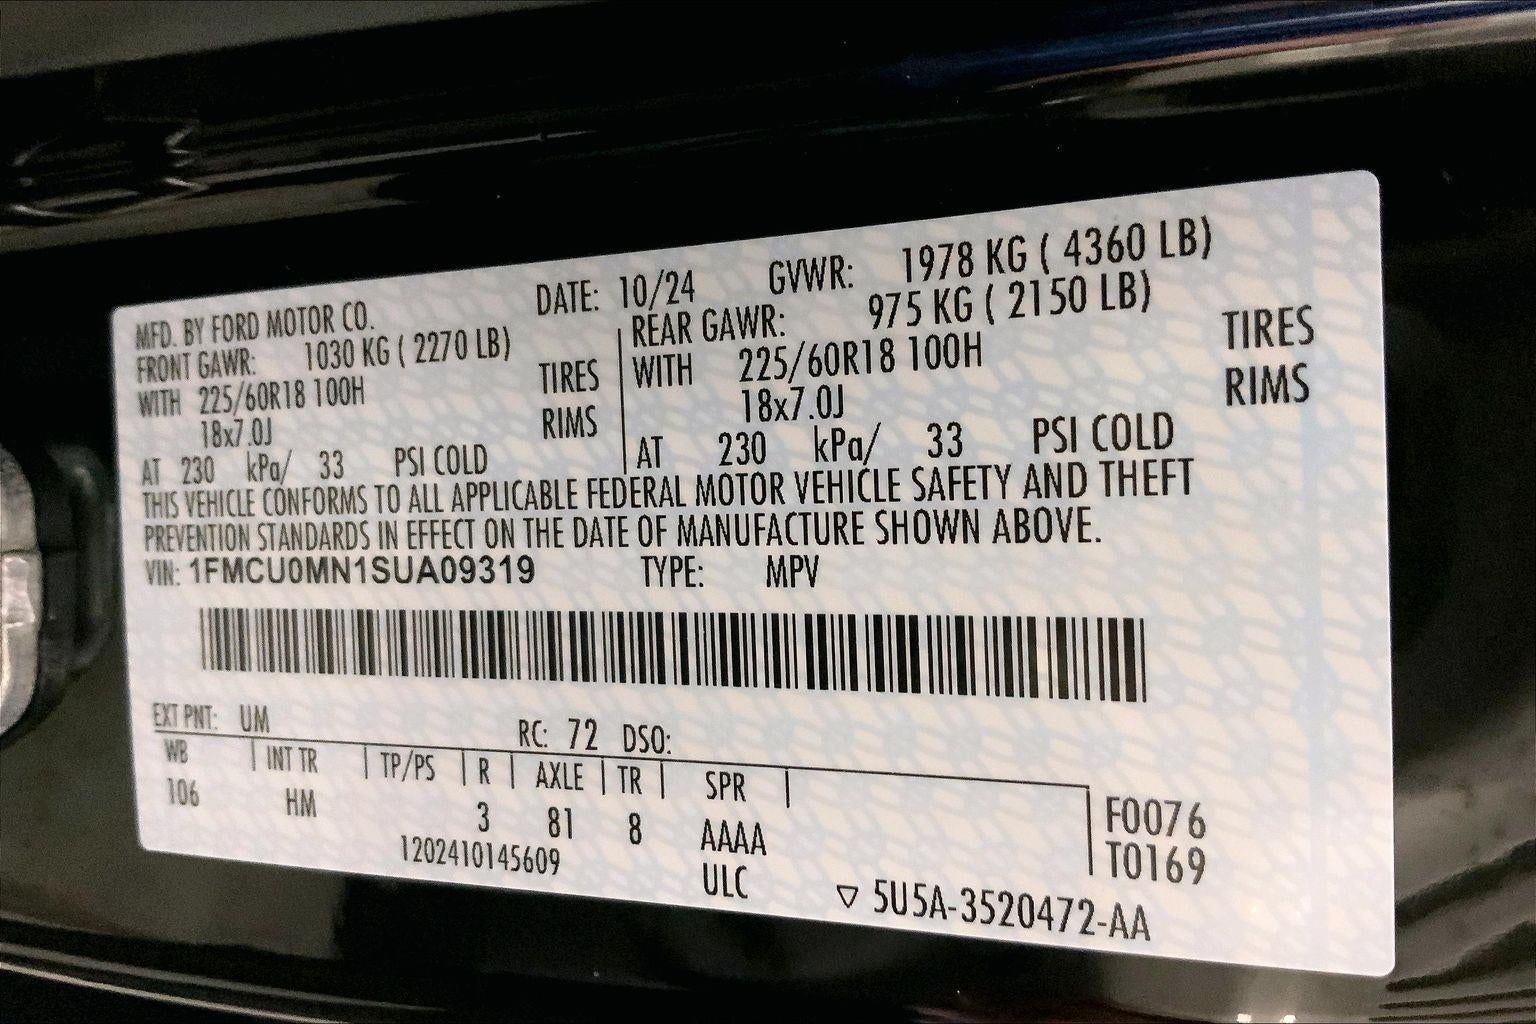 MFD. BY FORD MOTOR CO. DATE: 10/24 GVWR: 1978 KG ( 4360 LB)
FRONT GAWR: 1030 KG ( 2270 LB) REAR GAWR: 975 KG ( 2150 LB)
WITH 225/60R18 100H TIRES WITH 225/60R18 100H TIRES
18x7.0J RIMS 18x7.0J RIMS
AT 230 kPa/ 33 PSI COLD AT 230 kPa/ 33 PSI COLD
THIS VEHICLE CONFORMS TO ALL APPLICABLE FEDERAL MOTOR VEHICLE SAFETY AND THEFT
PREVENTION STANDARDS IN EFFECT ON THE DATE OF MANUFACTURE SHOWN ABOVE.
VIN: 1FMCU0MN1SUA09319 TYPE: MPV
EXT PNT: UM RC: 72 DSO:
WB INT TR TP/PS R AXLE TR SPR
106 HM 3 81 8 AAAA F0076
1202410145609 ULC T0169
▽ 5U5A-3520472-AA